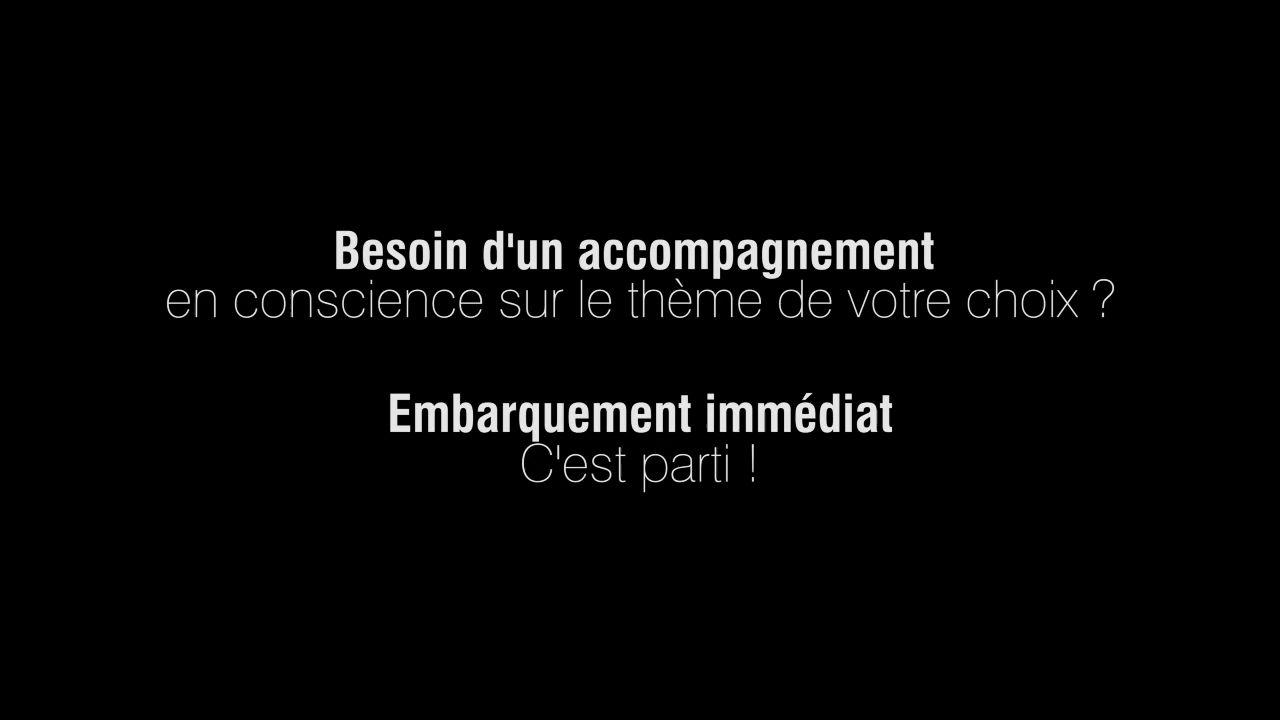 Besoin d'un accompagnement
en conscience sur le thème de votre choix ?
Embarquement immédiat
C'est parti !